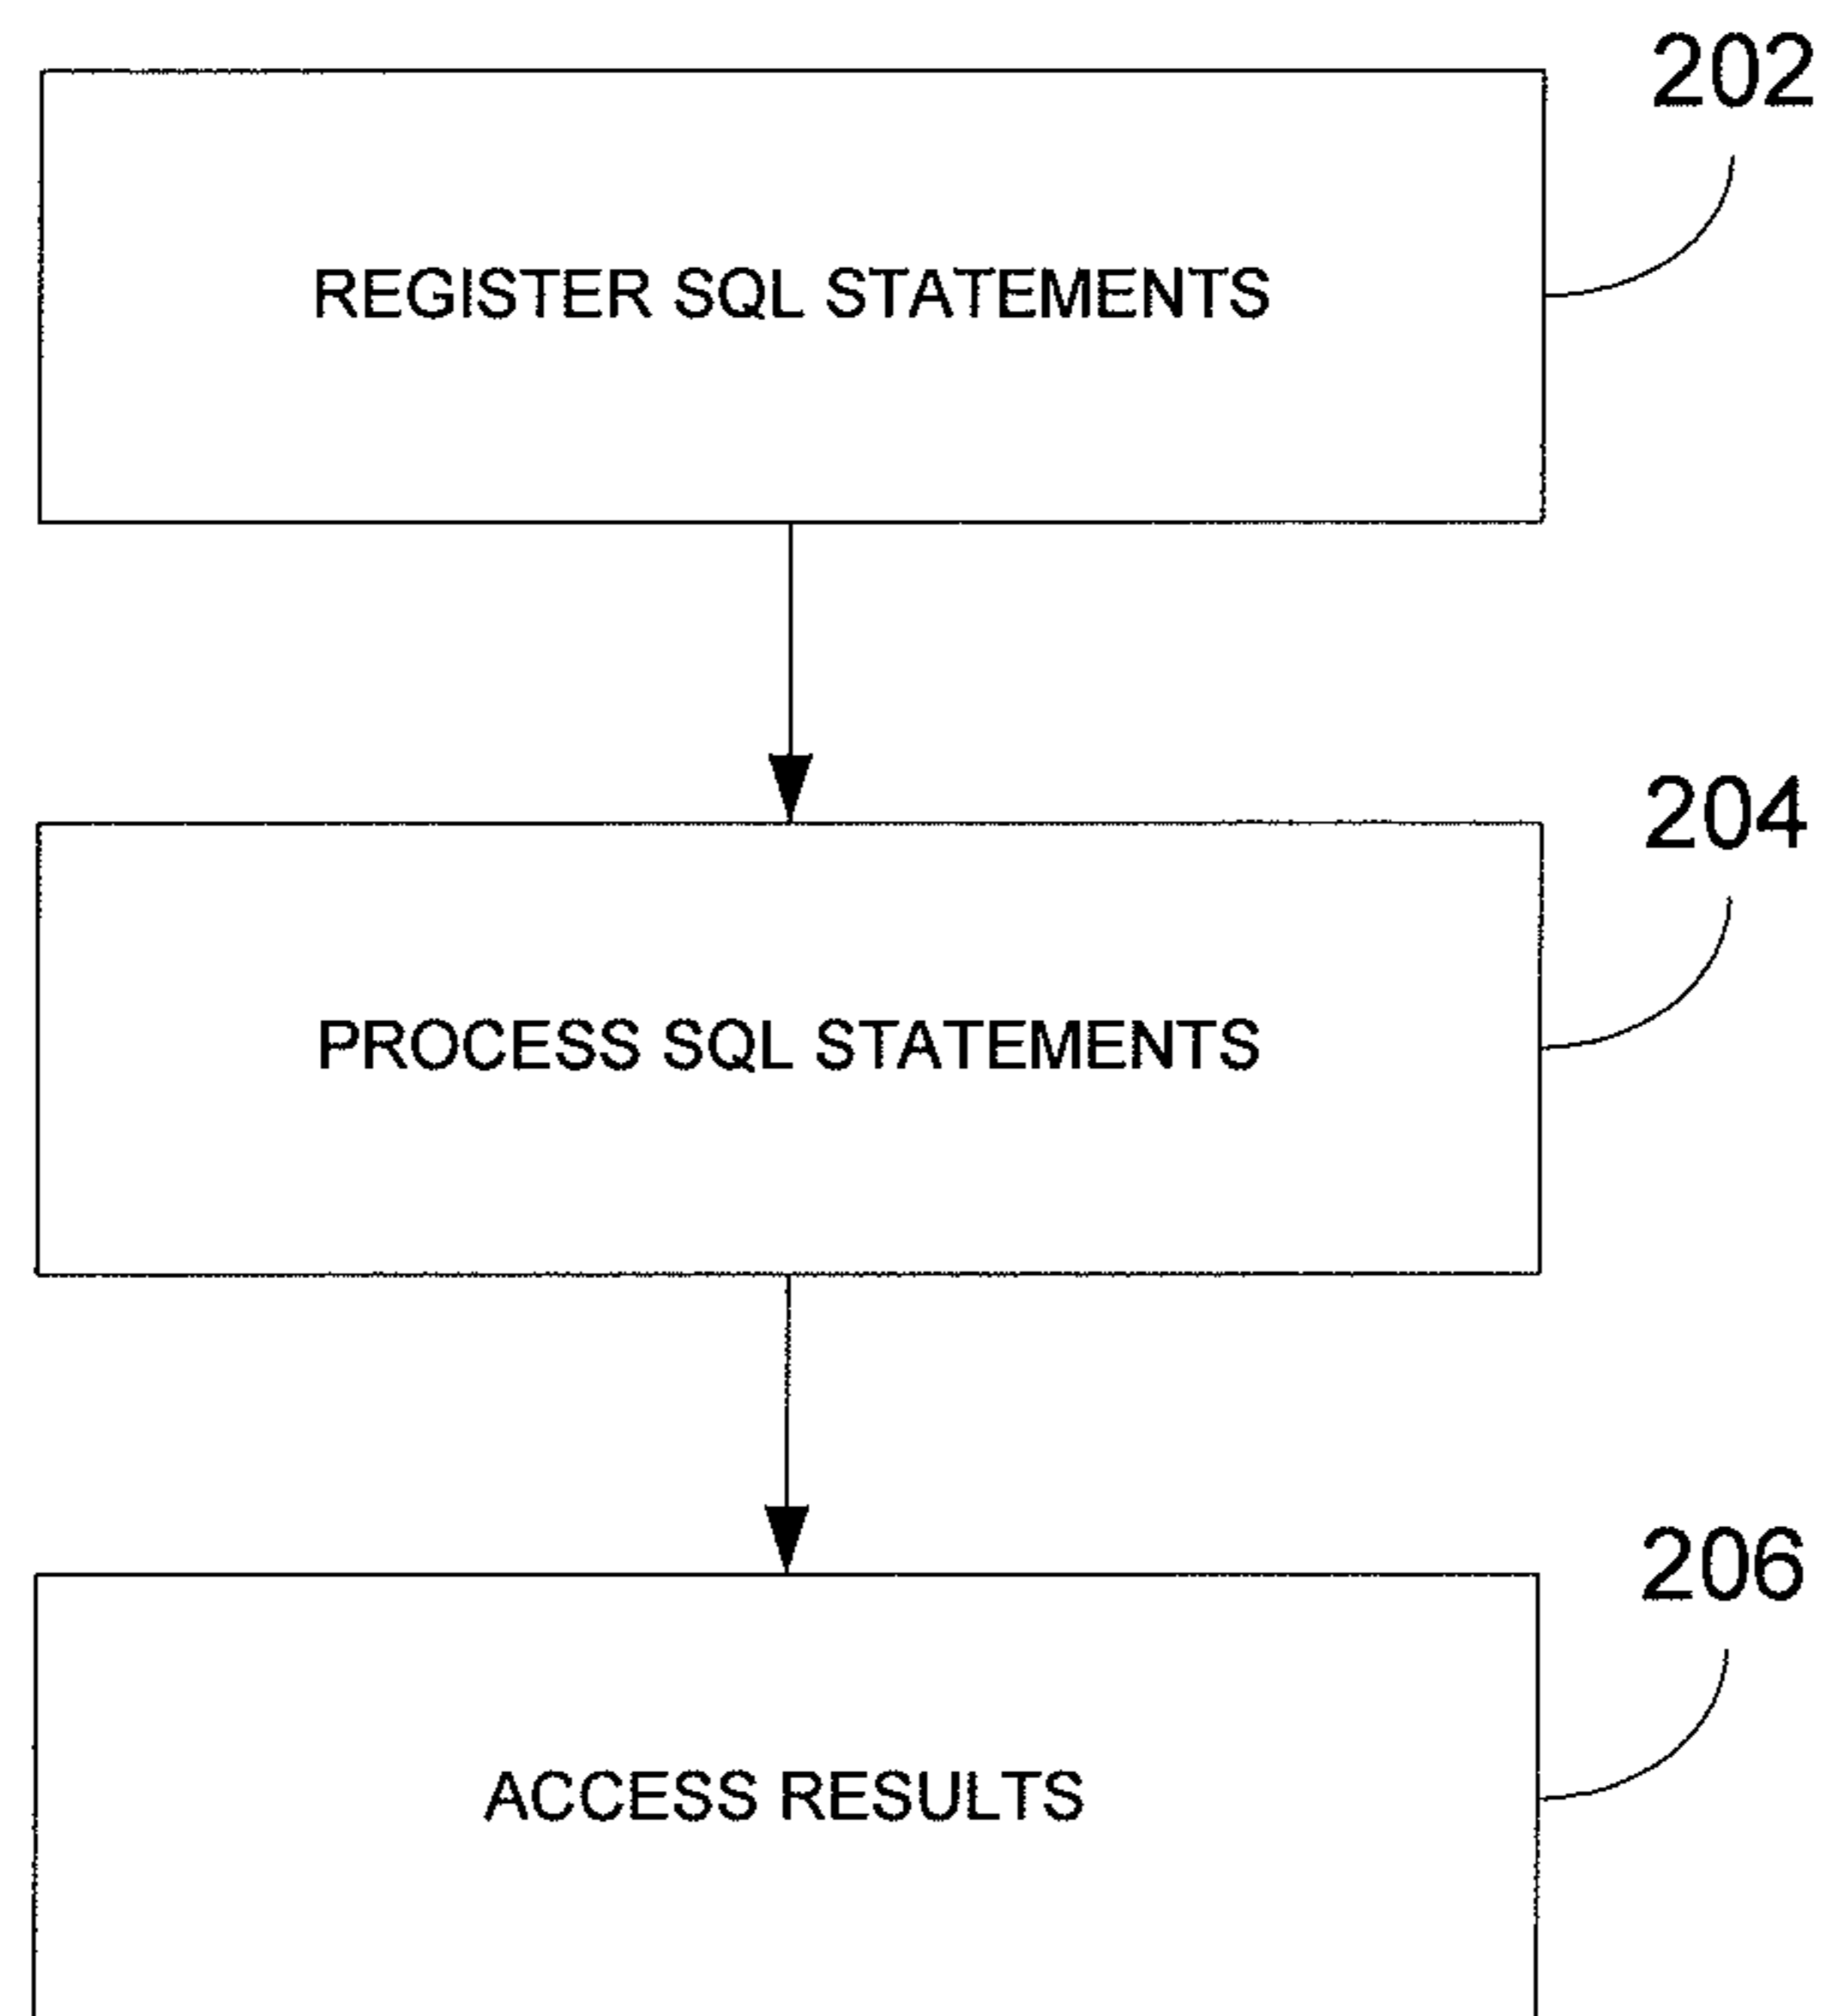 202
REGISTER SQL STATEMENTS
204
PROCESS SQL STATEMENTS
206
ACCESS RESULTS